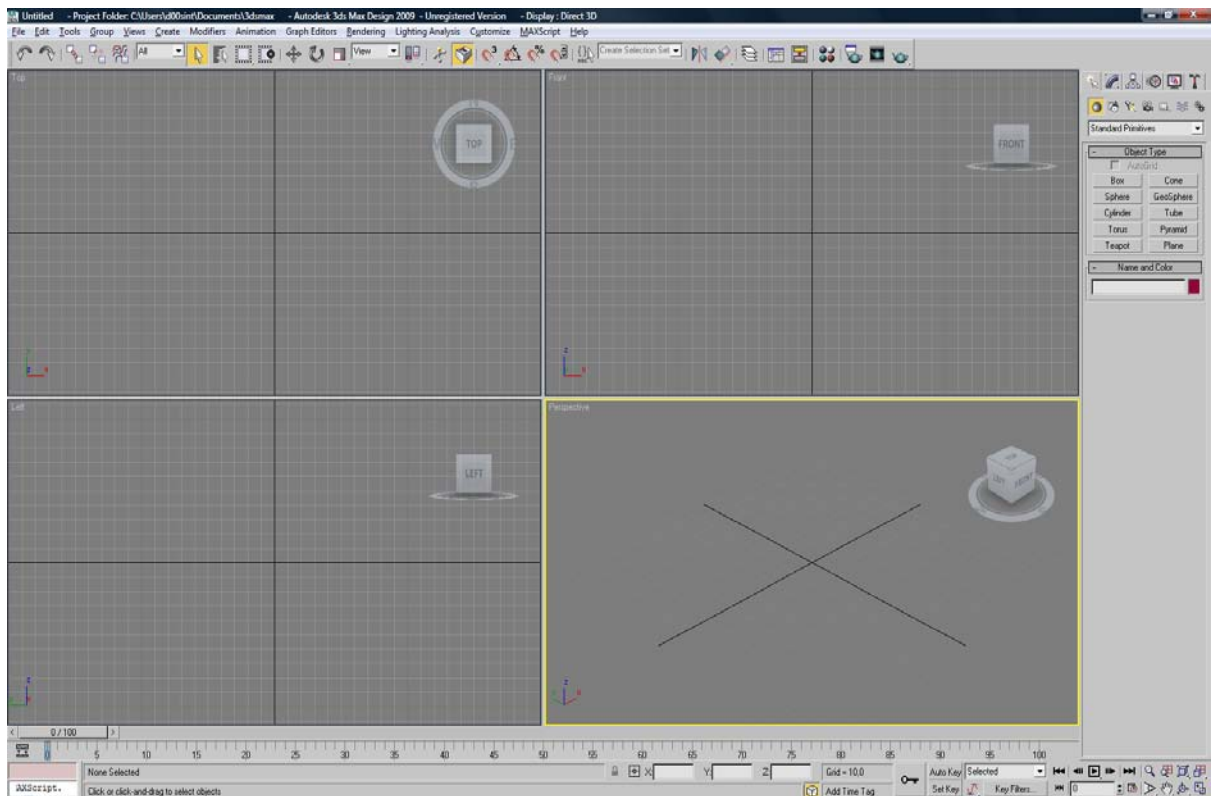 Untitled - Project Folder: C:\Users\d00sint\Documents\3dsmax - Autodesk 3ds Max Design 2009 - Unregistered Version - Display : Direct 3D
File Edit Tools Group Views Create Modifiers Animation Graph Editors Rendering Lighting Analysis Customize MAXScript Help
All View Create Selection Set
Top
TOP
Front
FRONT
Standard Primitives
- Object Type
AutoGrid
Box Cone
Sphere GeoSphere
Cylinder Tube
Torus Pyramid
Teapot Plane
- Name and Color
Left
LEFT
Perspective
TOP
LEFT FRONT
0 / 100
0 5 10 15 20 25 30 35 40 45 50 55 60 65 70 75 80 85 90 95 100
None Selected X: Y: Z: Grid = 10,0 Auto Key Selected
AXScript. Click or click-and-drag to select objects Add Time Tag Set Key Key Filters... 0